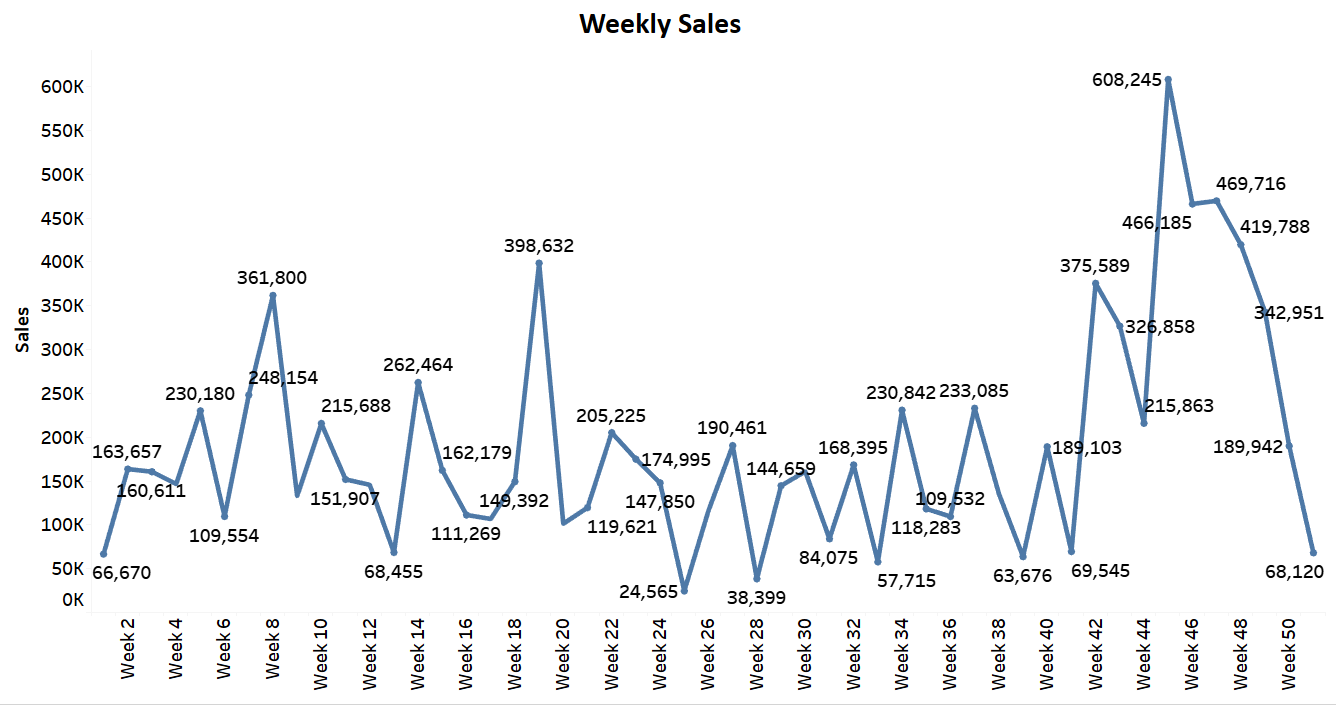 Weekly Sales
600K
550K
500K
450K
400K
350K
300K
250K
200K
150K
100K
50K
0K
Sales
66,670
163,657
160,611
230,180
109,554
248,154
361,800
215,688
151,907
68,455
262,464
162,179
111,269
149,392
398,632
119,621
205,225
174,995
147,850
24,565
190,461
38,399
144,659
84,075
168,395
57,715
230,842
118,283
109,532
233,085
63,676
189,103
69,545
375,589
326,858
215,863
608,245
466,185
469,716
419,788
342,951
189,942
68,120
Week 2
Week 4
Week 6
Week 8
Week 10
Week 12
Week 14
Week 16
Week 18
Week 20
Week 22
Week 24
Week 26
Week 28
Week 30
Week 32
Week 34
Week 36
Week 38
Week 40
Week 42
Week 44
Week 46
Week 48
Week 50